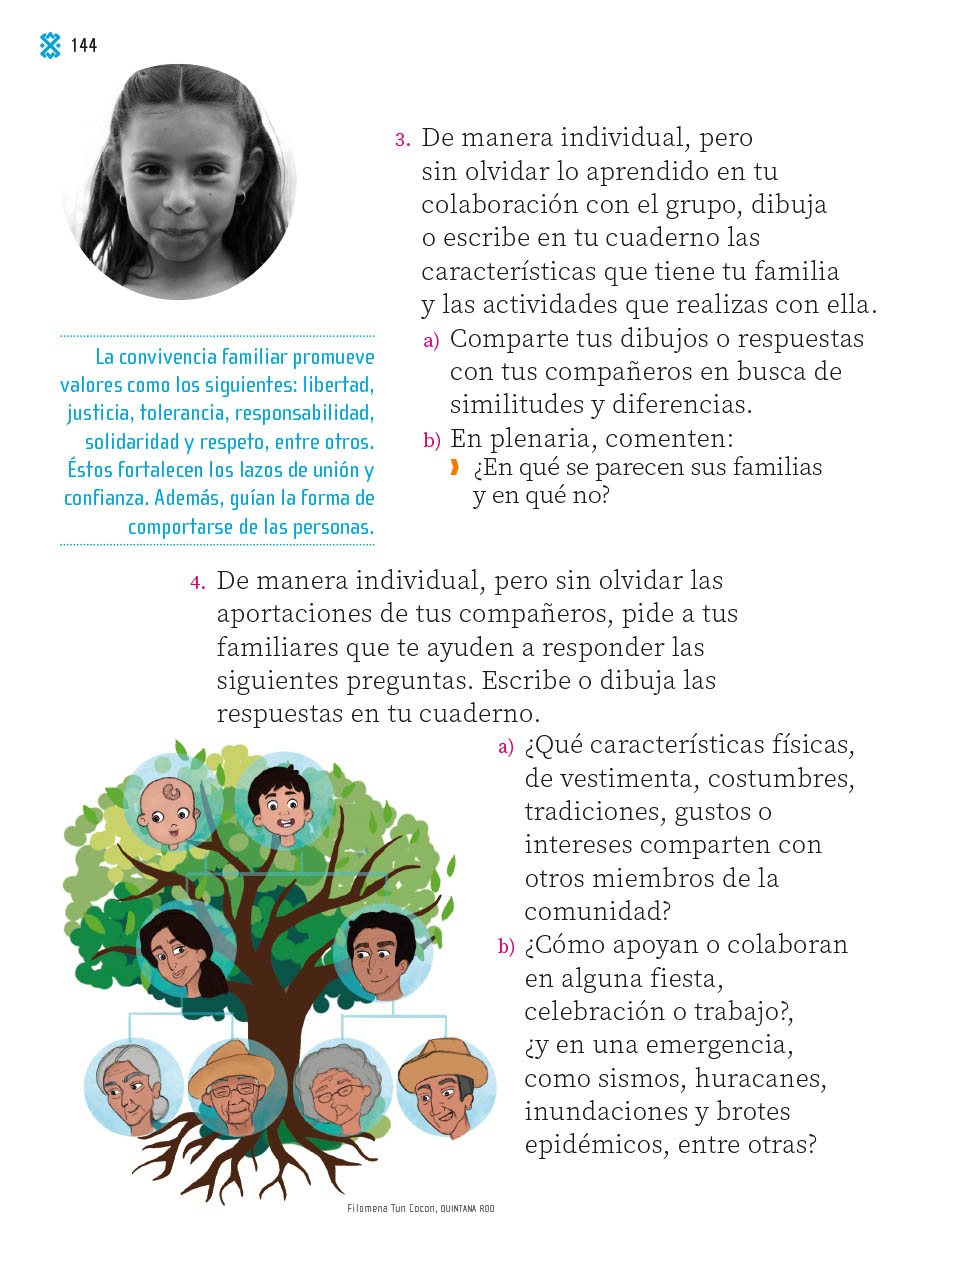 144
3. De manera individual, pero
sin olvidar lo aprendido en tu
colaboración con el grupo, dibuja
o escribe en tu cuaderno las
características que tiene tu familia
y las actividades que realizas con ella.
a) Comparte tus dibujos o respuestas
con tus compañeros en busca de
similitudes y diferencias.
b) En plenaria, comenten:
¿En qué se parecen sus familias
y en qué no?
La convivencia familiar promueve
valores como los siguientes: libertad,
justicia, tolerancia, responsabilidad,
solidaridad y respeto, entre otros.
Éstos fortalecen los lazos de unión y
confianza. Además, guían la forma de
comportarse de las personas.
4. De manera individual, pero sin olvidar las
aportaciones de tus compañeros, pide a tus
familiares que te ayuden a responder las
siguientes preguntas. Escribe o dibuja las
respuestas en tu cuaderno.
a) ¿Qué características físicas,
de vestimenta, costumbres,
tradiciones, gustos o
intereses comparten con
otros miembros de la
comunidad?
b) ¿Cómo apoyan o colaboran
en alguna fiesta,
celebración o trabajo?,
¿y en una emergencia,
como sismos, huracanes,
inundaciones y brotes
epidémicos, entre otras?
Filomena Tun Cocon, QUINTANA ROO